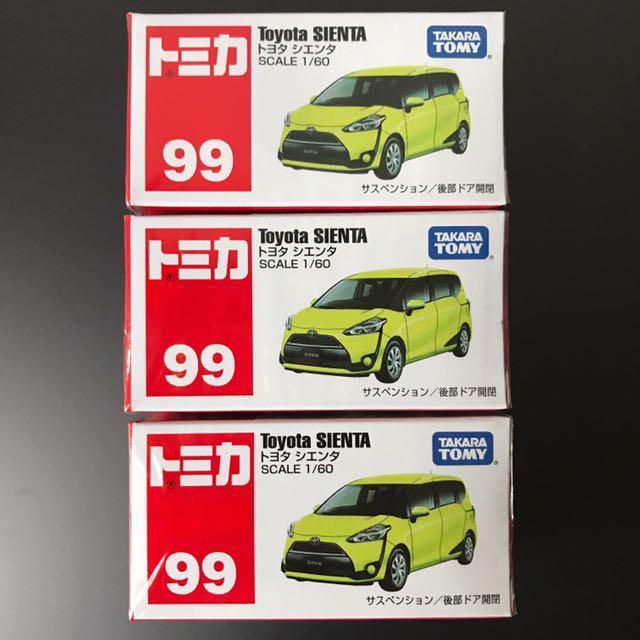 トミカ
99
Toyota SIENTA
トヨタ シエンタ
SCALE 1/60
TAKARA
TOMY
サスペンション/後部ドア開閉
トミカ
99
Toyota SIENTA
トヨタ シエンタ
SCALE 1/60
TAKARA
TOMY
サスペンション/後部ドア開閉
トミカ
99
Toyota SIENTA
トヨタ シエンタ
SCALE 1/60
TAKARA
TOMY
サスペンション/後部ドア開閉